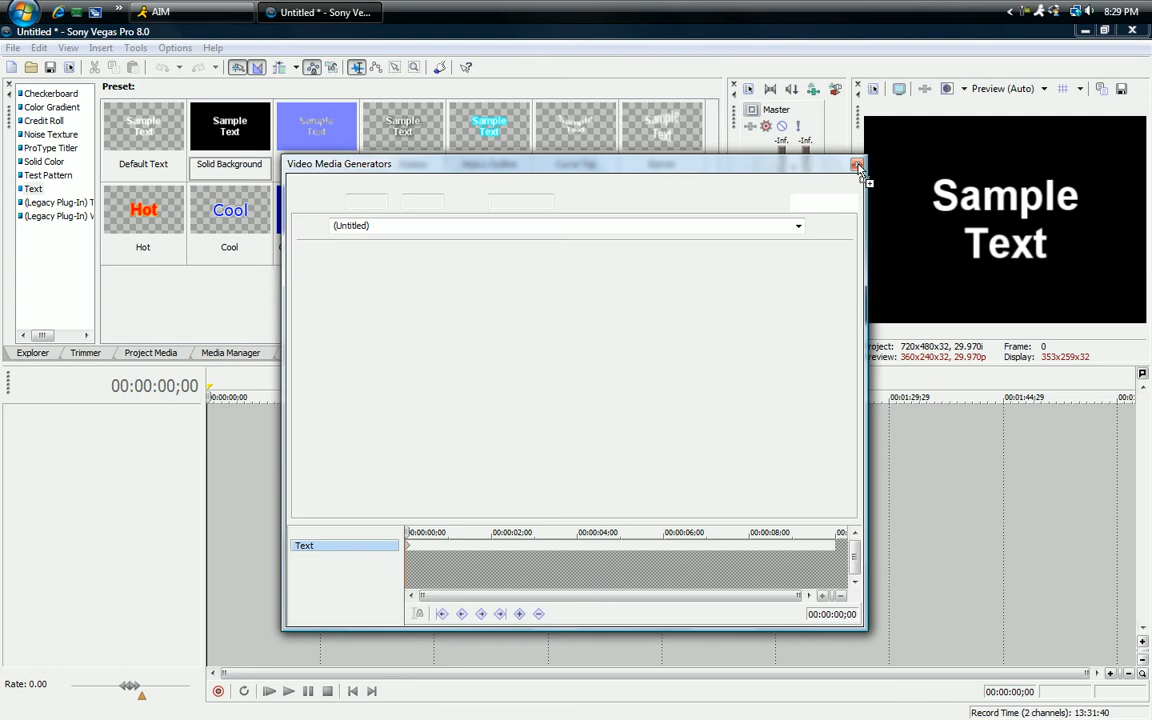 AIM
Untitled * - Sony Ve...
8:29 PM
Untitled * - Sony Vegas Pro 8.0
File Edit View Insert Tools Options Help
Checkerboard
Color Gradient
Credit Roll
Noise Texture
ProType Titler
Solid Color
Test Pattern
Text
(Legacy Plug-In) T
(Legacy Plug-In) V
Preset:
Sample Text
Default Text
Sample Text
Solid Background
Sample Text
Sample Text
Sample Text
Sample Text
Sample Text
Hot
Hot
Cool
Cool
Master
-Inf. -Inf.
Preview (Auto)
Sample
Text
Video Media Generators
(Untitled)
Text
00:00:00;00 00:00:02;00 00:00:04;00 00:00:06;00 00:00:08;00 00:
00:00:00;00
Explorer Trimmer Project Media Media Manager
roject: 720x480x32, 29.970i
Frame: 0
review: 360x240x32, 29.970p
Display: 353x259x32
00:00:00;00
00:00:00;00 00:01:29;29 00:01:44;29 00:0
Rate: 0.00
00:00:00;00
Record Time (2 channels): 13:31:40